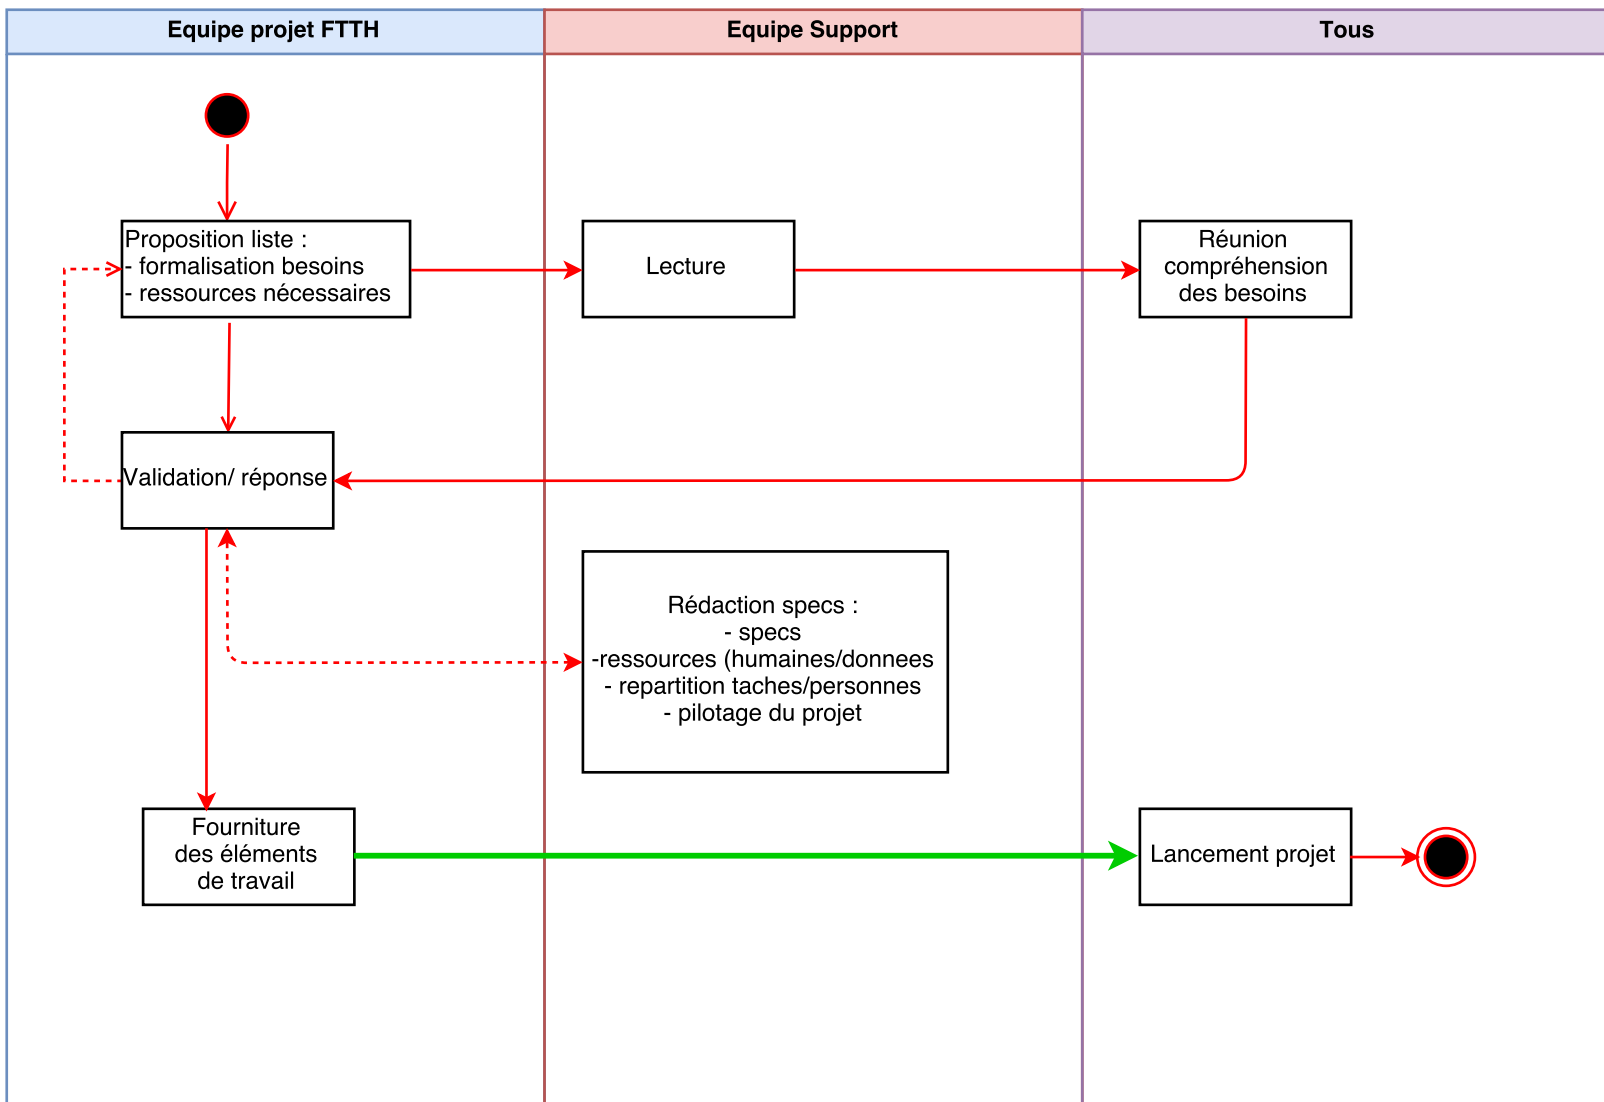 Equipe projet FTTH
Equipe Support
Tous
Proposition liste :
- formalisation besoins
- ressources nécessaires
Lecture
Réunion
compréhension
des besoins
Validation/ réponse
Rédaction specs :
- specs
-ressources (humaines/donnees
- repartition taches/personnes
- pilotage du projet
Fourniture
des éléments
de travail
Lancement projet